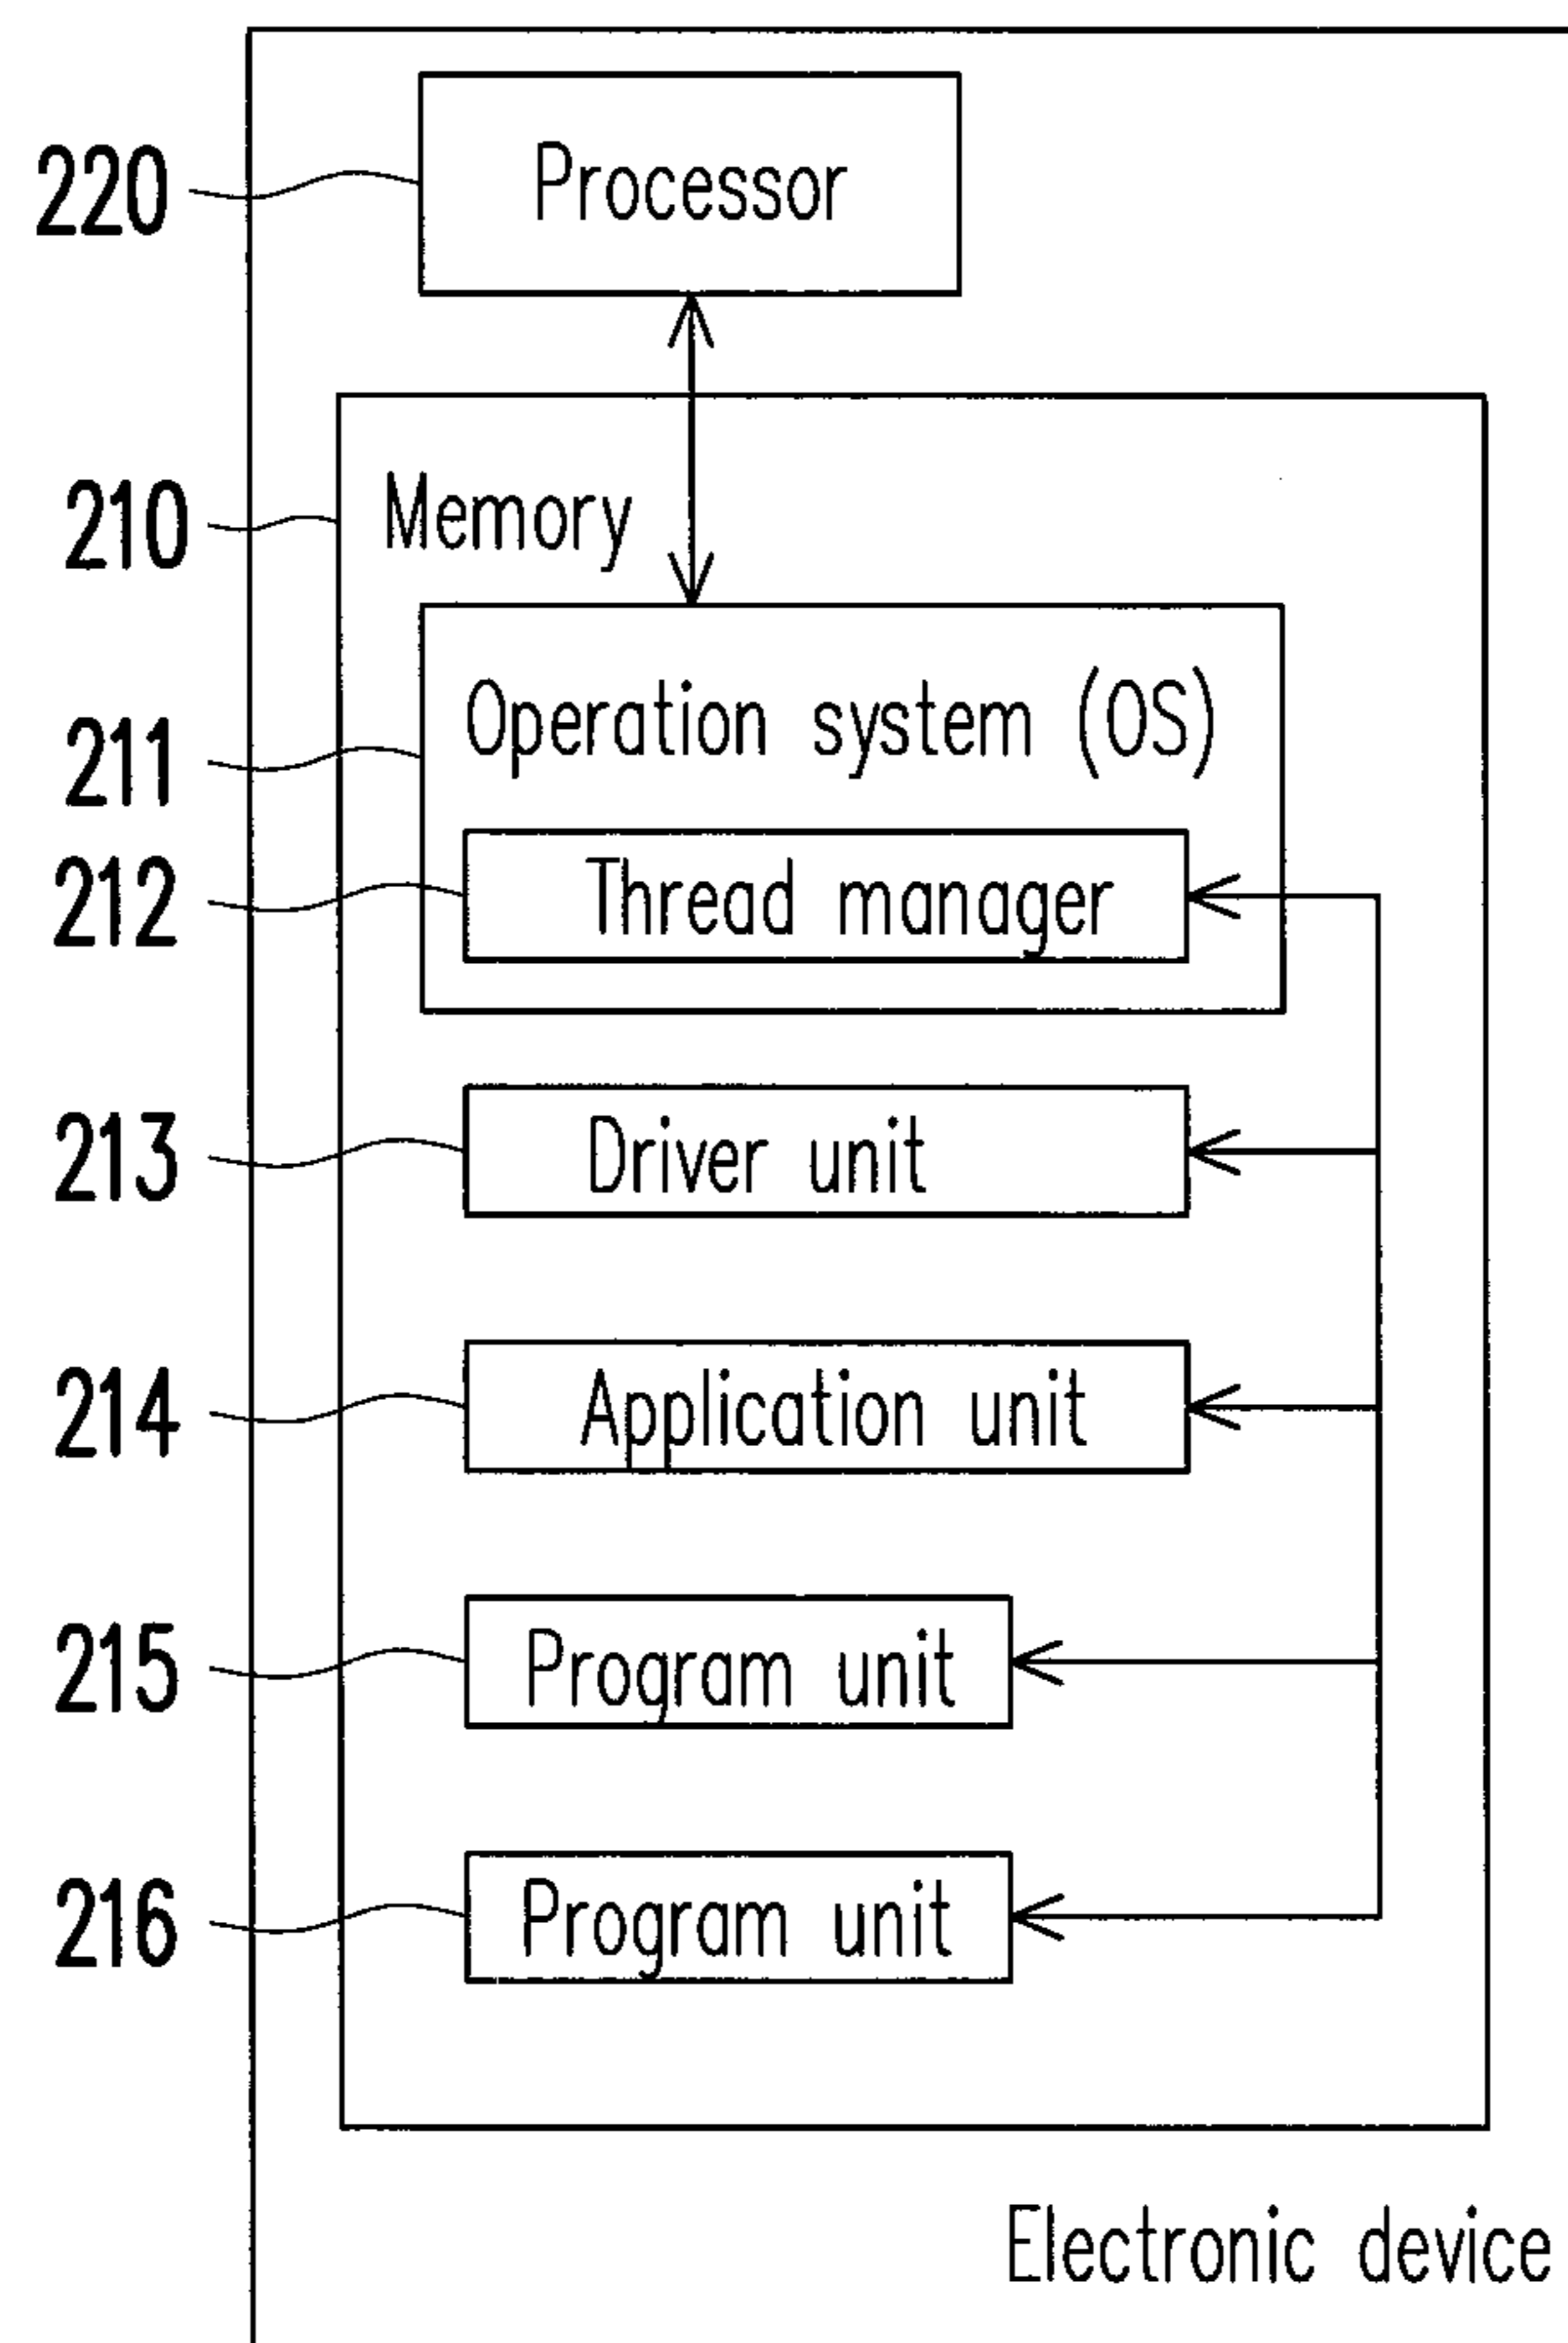 220 Processor
210 Memory
211 Operation system (OS)
212 Thread manager
213 Driver unit
214 Application unit
215 Program unit
216 Program unit
Electronic device